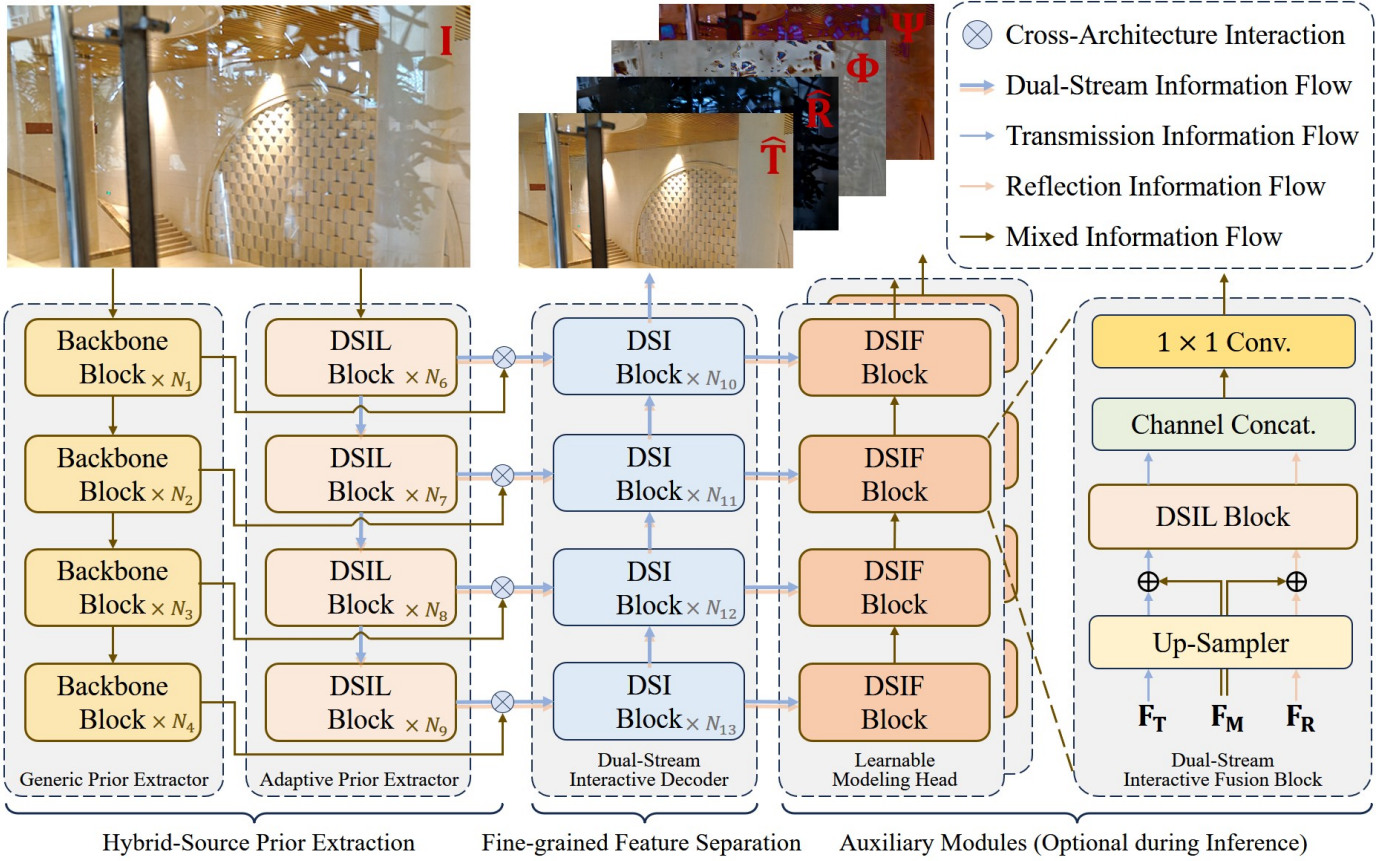 I
Ψ
Φ
R̂
T̂
Cross-Architecture Interaction
Dual-Stream Information Flow
Transmission Information Flow
Reflection Information Flow
Mixed Information Flow
Backbone
Block × N₁
Backbone
Block × N₂
Backbone
Block × N₃
Backbone
Block × N₄
Generic Prior Extractor
DSIL
Block × N₆
DSIL
Block × N₇
DSIL
Block × N₈
DSIL
Block × N₉
Adaptive Prior Extractor
DSI
Block × N₁₀
DSI
Block × N₁₁
DSI
Block × N₁₂
DSI
Block × N₁₃
Dual-Stream
Interactive Decoder
DSIF
Block
DSIF
Block
DSIF
Block
DSIF
Block
Learnable
Modeling Head
1 × 1 Conv.
Channel Concat.
DSIL Block
Up-Sampler
F_T
F_M
F_R
Dual-Stream
Interactive Fusion Block
Hybrid-Source Prior Extraction
Fine-grained Feature Separation
Auxiliary Modules (Optional during Inference)